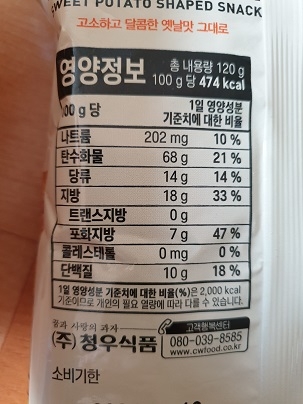 SWEET POTATO SHAPED SNACK
고소하고 달콤한 옛날맛 그대로
영양정보 총 내용량 120 g
100 g 당 474 kcal
100 g 당 1일 영양성분
기준치에 대한 비율
나트륨 202 mg 10 %
탄수화물 68 g 21 %
당류 14 g 14 %
지방 18 g 33 %
트랜스지방 0 g
포화지방 7 g 47 %
콜레스테롤 0 mg 0 %
단백질 10 g 18 %
1일 영양성분 기준치에 대한 비율(%)은 2,000 kcal
기준이므로 개인의 필요 열량에 따라 다를 수 있습니다.
꿈과 사랑의 과자
(주) 청우식품
고객행복센터
080-039-8585
www.cwfood.co.kr
소비기한